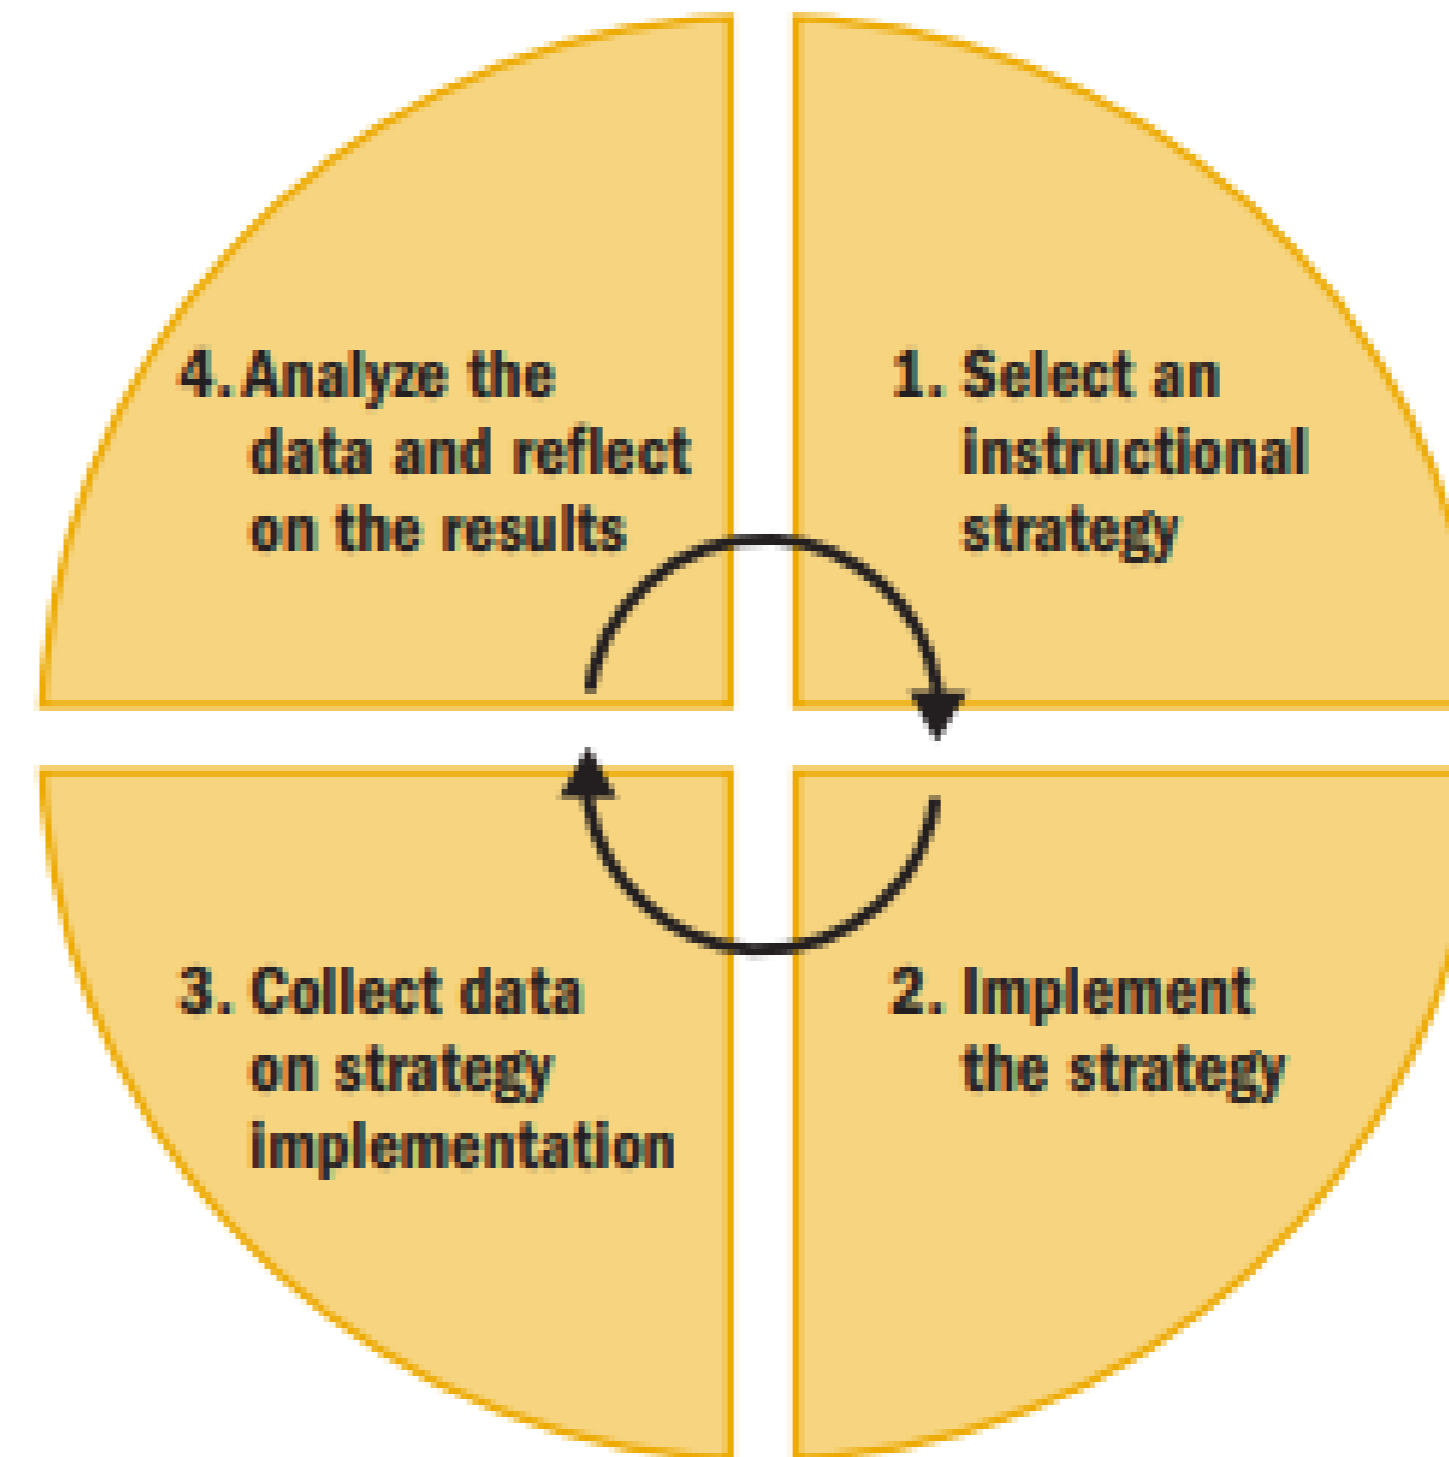 1. Select an
instructional
strategy
2. Implement
the strategy
3. Collect data
on strategy
implementation
4. Analyze the
data and reflect
on the results